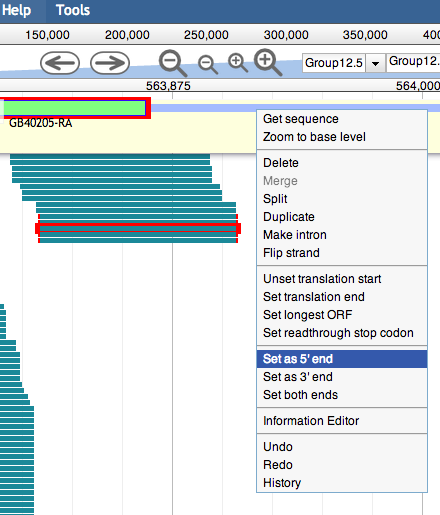 Help Tools
150,000 200,000 250,000 300,000 350,000 400
Group12.5 Group12.5
563,875 564,000
GB40205-RA
Get sequence
Zoom to base level
Delete
Merge
Split
Duplicate
Make intron
Flip strand
Unset translation start
Set translation end
Set longest ORF
Set readthrough stop codon
Set as 5' end
Set as 3' end
Set both ends
Information Editor
Undo
Redo
History